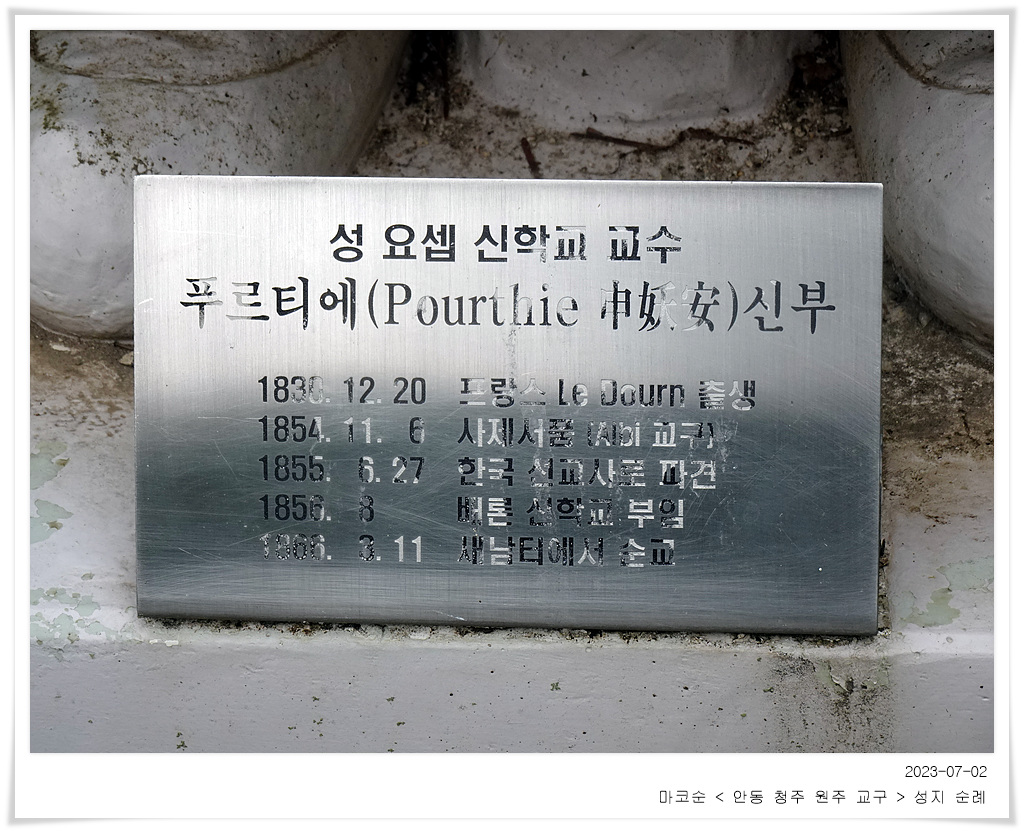 성 요셉 신학교 교수
푸르티에(Pourthie 申妖安)신부
1830. 12. 20 프랑스 Le Dourn 출생
1854. 11. 6 사제서품 (Albi 교구)
1855. 6. 27 한국 선교사로 파견
1856. 8 배론 신학교 부임
1866. 3. 11 새남터에서 순교
2023-07-02
마코순 < 안동 청주 원주 교구 > 성지 순례